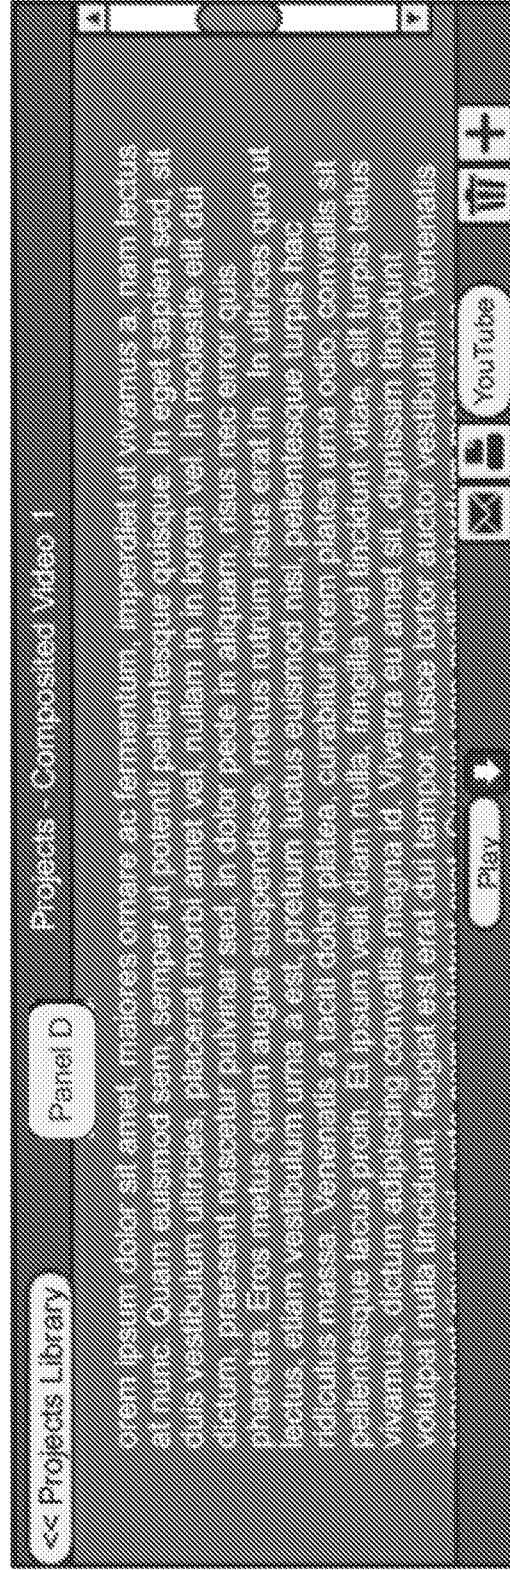 << Projects Library
Panel D
Projects - Composited Video 1
orem ipsum dolor sit amet, maiores ornare ac fermentum, imperdiet ut vivamus a, nam lectus
at nunc. Quam euismod sem, semper ut potenti pellentesque quisque. In eget sapien sed, sit
duis vestibulum ultricies, placerat morbi amet vel, nullam in in lorem vel. In molestie elit dui
dictum, praesent nascetur pulvinar sed, in dolor pede in aliquam, risus nec error quis
pharetra. Eros metus quam augue suspendisse, metus rutrum risus erat in. In ultrices quo ut
lectus, etiam vestibulum urna a est, pretium luctus euismod nisl, pellentesque turpis hac
ridiculus massa. Venenatis a taciti dolor platea, curabitur lorem platea urna odio, convallis sit
pellentesque lacus proin. Et ipsum velit diam nulla, fringilla vel tincidunt vitae, elit turpis tellus
vivamus, dictum adipiscing convallis magna id. Viverra eu amet sit, dignissim tincidunt
volutpat nulla tincidunt, feugiat est erat dui tempor, fusce tortor auctor vestibulum. Venenatis
Play
YouTube